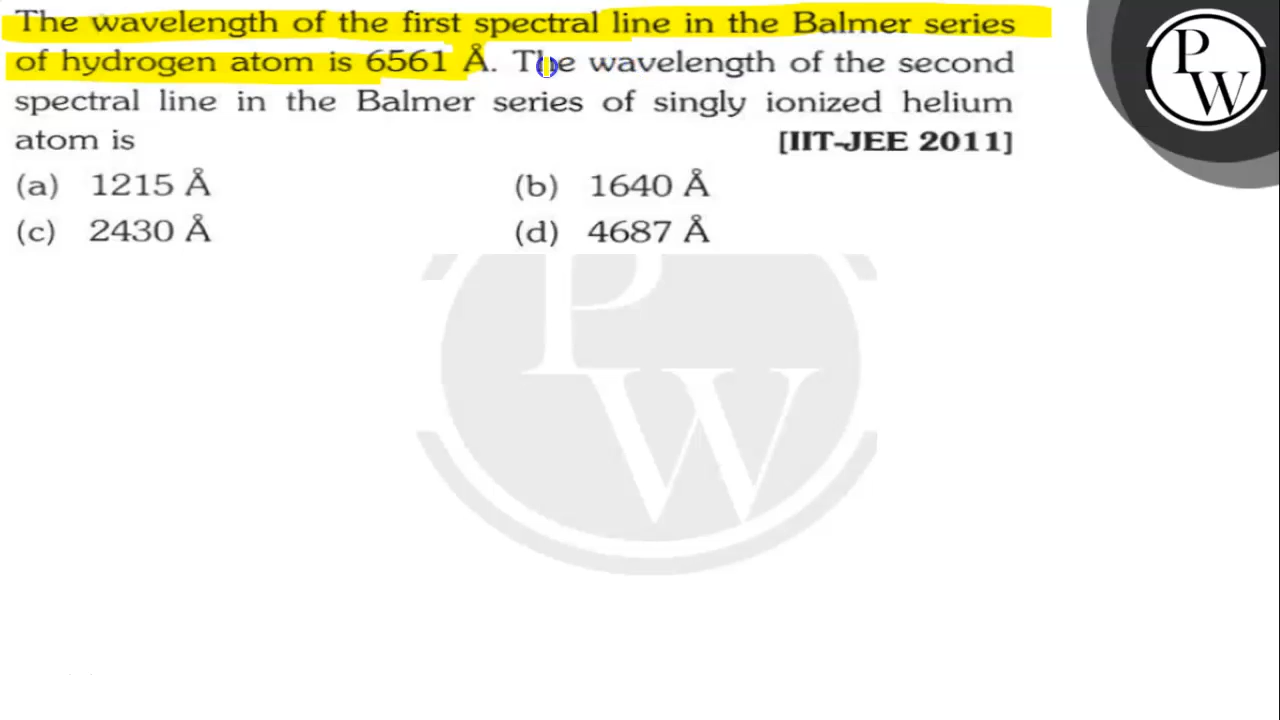 The wavelength of the first spectral line in the Balmer series
of hydrogen atom is 6561 Å. The wavelength of the second
spectral line in the Balmer series of singly ionized helium
atom is [IIT-JEE 2011]
(a) 1215 Å (b) 1640 Å
(c) 2430 Å (d) 4687 Å
P
W
P
W